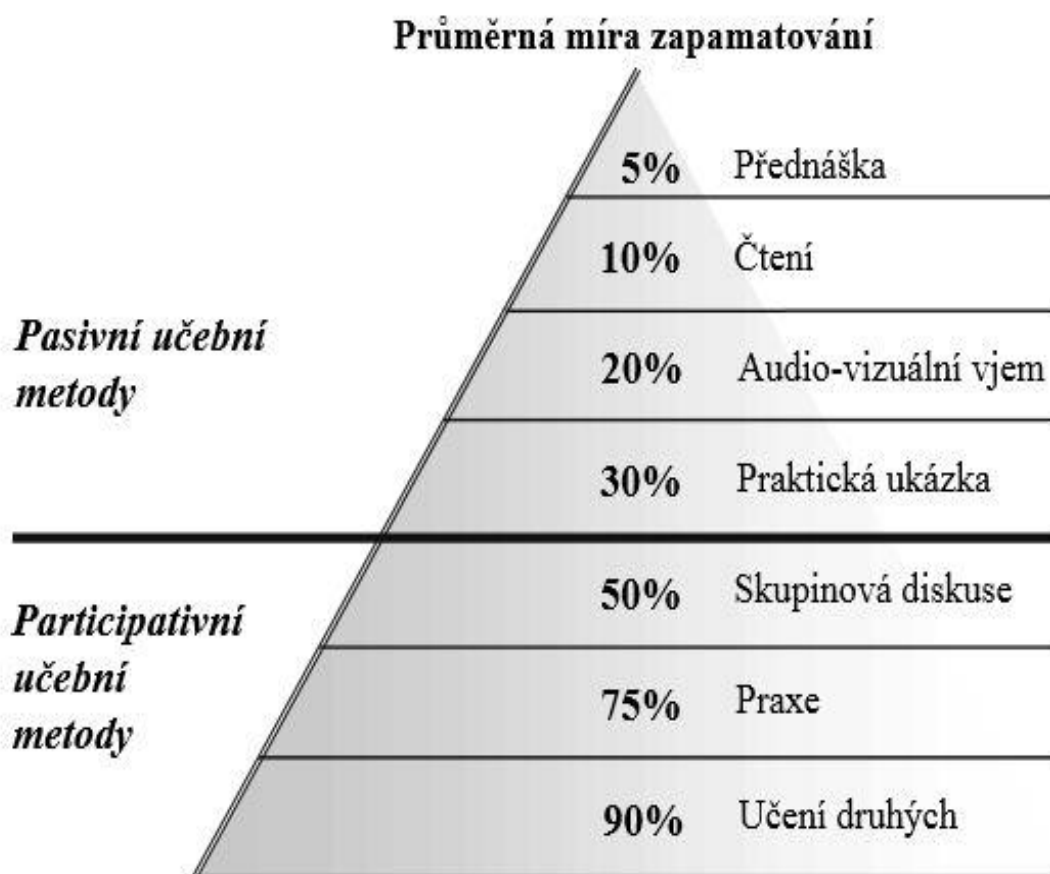 Průměrná míra zapamatování
5% Přednáška
10% Čtení
20% Audio-vizuální vjem
30% Praktická ukázka
Pasivní učební
metody
50% Skupinová diskuse
75% Praxe
90% Učení druhých
Participativní
učební
metody